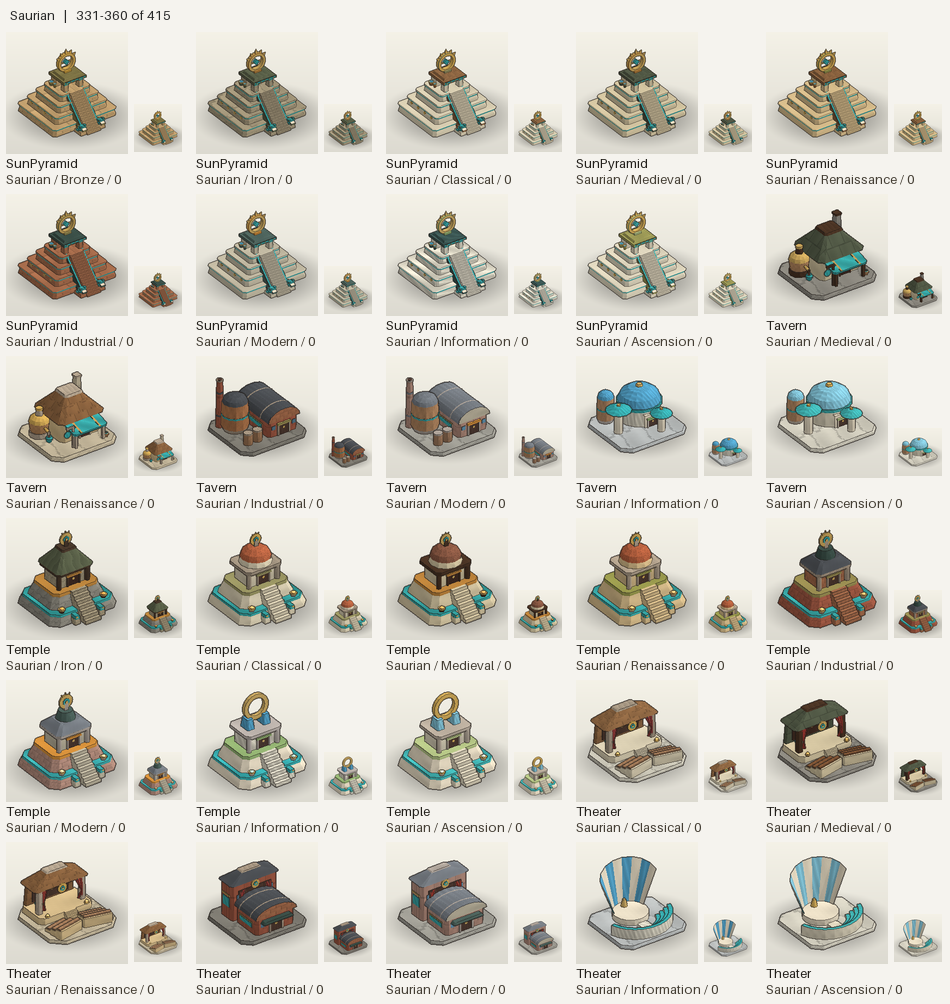 Saurian | 331-360 of 415
SunPyramid
Saurian / Bronze / 0
SunPyramid
Saurian / Iron / 0
SunPyramid
Saurian / Classical / 0
SunPyramid
Saurian / Medieval / 0
SunPyramid
Saurian / Renaissance / 0
SunPyramid
Saurian / Industrial / 0
SunPyramid
Saurian / Modern / 0
SunPyramid
Saurian / Information / 0
SunPyramid
Saurian / Ascension / 0
Tavern
Saurian / Medieval / 0
Tavern
Saurian / Renaissance / 0
Tavern
Saurian / Industrial / 0
Tavern
Saurian / Modern / 0
Tavern
Saurian / Information / 0
Tavern
Saurian / Ascension / 0
Temple
Saurian / Iron / 0
Temple
Saurian / Classical / 0
Temple
Saurian / Medieval / 0
Temple
Saurian / Renaissance / 0
Temple
Saurian / Industrial / 0
Temple
Saurian / Modern / 0
Temple
Saurian / Information / 0
Temple
Saurian / Ascension / 0
Theater
Saurian / Classical / 0
Theater
Saurian / Medieval / 0
Theater
Saurian / Renaissance / 0
Theater
Saurian / Industrial / 0
Theater
Saurian / Modern / 0
Theater
Saurian / Information / 0
Theater
Saurian / Ascension / 0